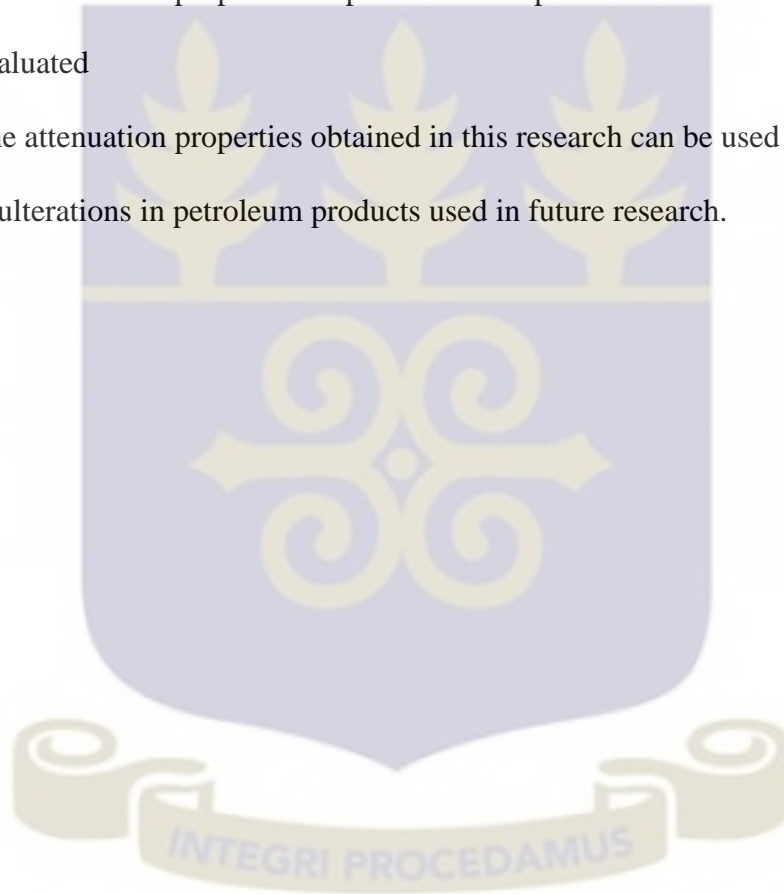 aluated
e attenuation properties obtained in this research can be used
ulterations in petroleum products used in future research.
INTEGRI PROCEDAMUS